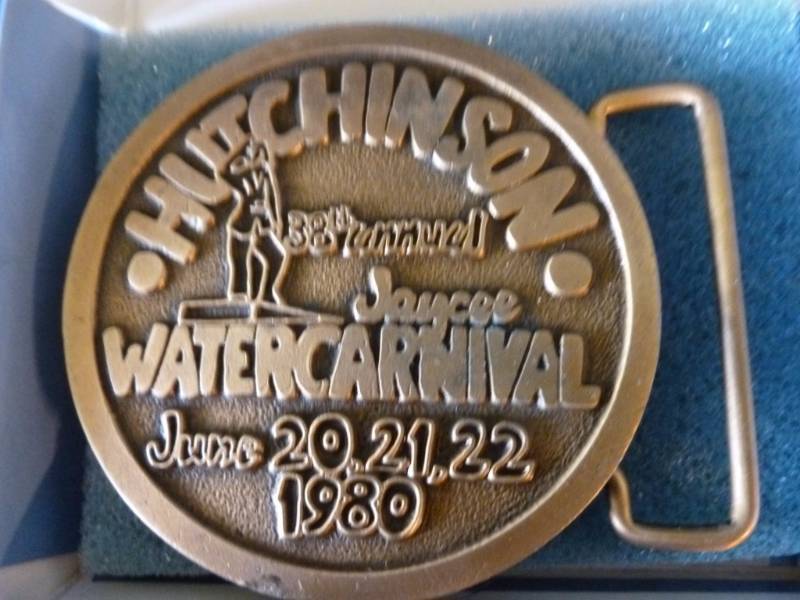 HUTCHINSON
38th annual
Jaycee
WATERCARNIVAL
June 20, 21, 22
1980